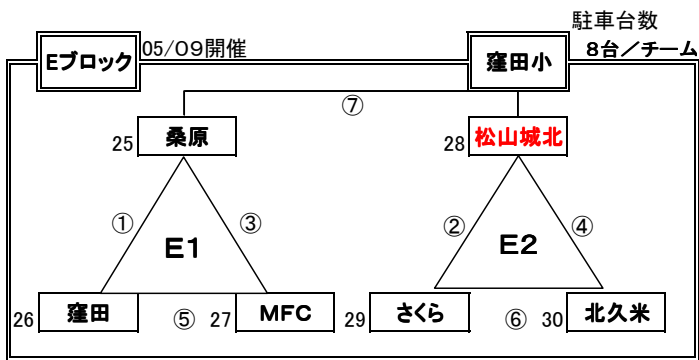 駐車台数
Eブロック 05/09開催 窪田小 8台／チーム
⑦
25 桑原 28 松山城北
① ③ ② ④
E1 E2
26 窪田 ⑤ 27 MFC 29 さくら ⑥ 30 北久米